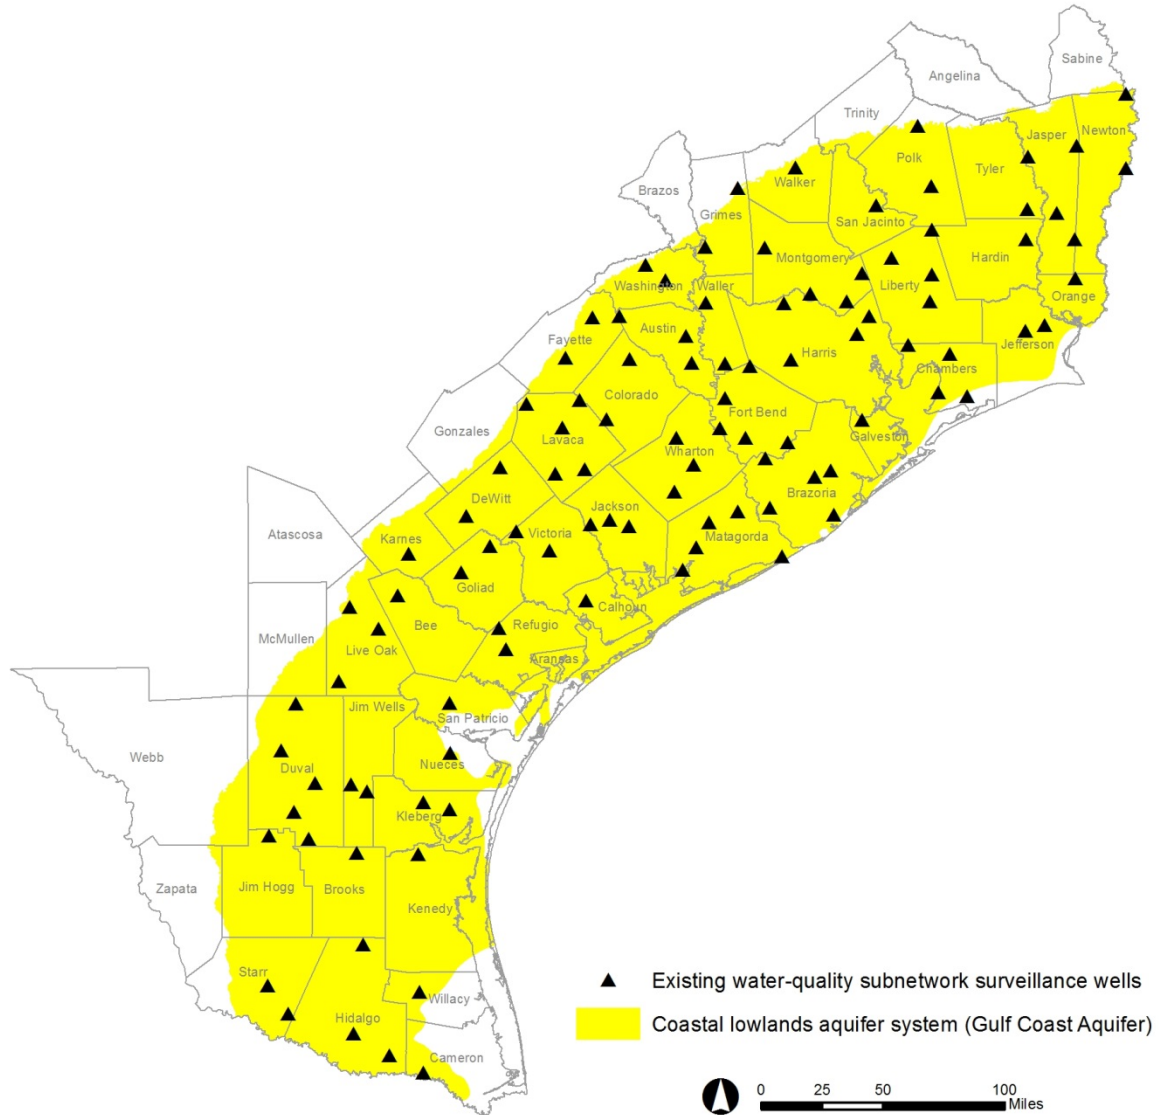 Sabine
Angelina
Trinity
Jasper
Newton
Polk
Tyler
Walker
Brazos
Grimes
San Jacinto
Montgomery
Hardin
Washington
Waller
Liberty
Orange
Austin
Fayette
Harris
Jefferson
Chambers
Colorado
Fort Bend
Gonzales
Lavaca
Galveston
Wharton
Brazoria
DeWitt
Jackson
Atascosa
Karnes
Victoria
Matagorda
Goliad
Calhoun
McMullen
Bee
Refugio
Live Oak
Aransas
Jim Wells
San Patricio
Webb
Duval
Nueces
Kleberg
Zapata
Jim Hogg
Brooks
Kenedy
Starr
Willacy
Hidalgo
Cameron
Existing water-quality subnetwork surveillance wells
Coastal lowlands aquifer system (Gulf Coast Aquifer)
0 25 50 100
Miles